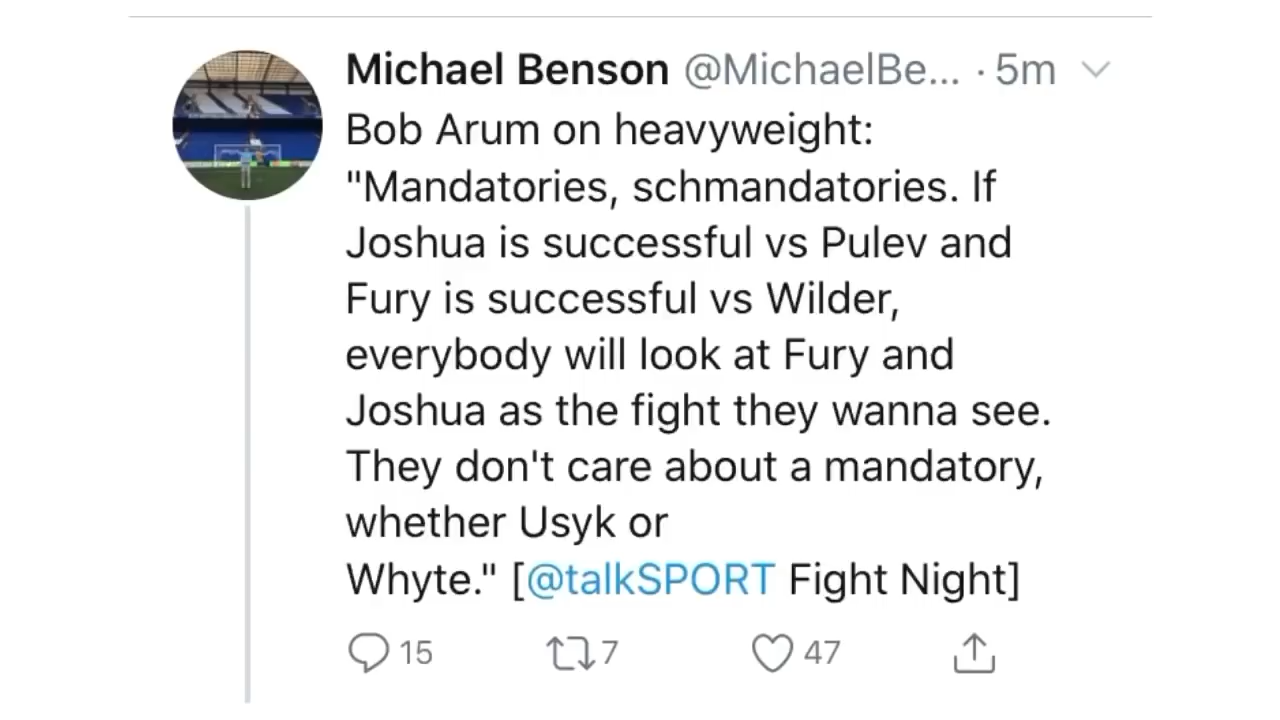 Michael Benson @MichaelBe... · 5m
Bob Arum on heavyweight:
"Mandatories, schmandatories. If
Joshua is successful vs Pulev and
Fury is successful vs Wilder,
everybody will look at Fury and
Joshua as the fight they wanna see.
They don't care about a mandatory,
whether Usyk or
Whyte." [@talkSPORT Fight Night]
15 7 47